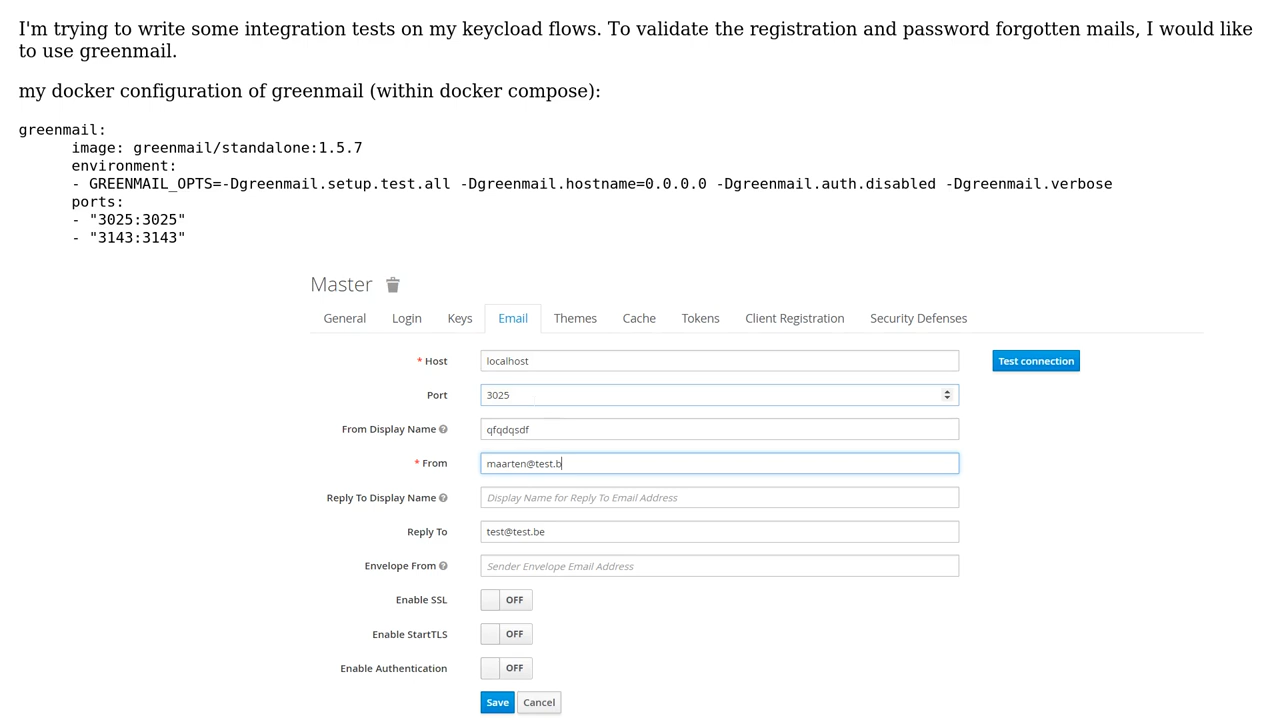 I'm trying to write some integration tests on my keycload flows. To validate the registration and password forgotten mails, I would like
to use greenmail.
my docker configuration of greenmail (within docker compose):
greenmail:
image: greenmail/standalone:1.5.7
environment:
- GREENMAIL_OPTS=-Dgreenmail.setup.test.all -Dgreenmail.hostname=0.0.0.0 -Dgreenmail.auth.disabled -Dgreenmail.verbose
ports:
- "3025:3025"
- "3143:3143"
Master
General Login Keys Email Themes Cache Tokens Client Registration Security Defenses
* Host localhost Test connection
Port 3025
From Display Name qfqdqsdf
* From maarten@test.b
Reply To Display Name Display Name for Reply To Email Address
Reply To test@test.be
Envelope From Sender Envelope Email Address
Enable SSL OFF
Enable StartTLS OFF
Enable Authentication OFF
Save Cancel